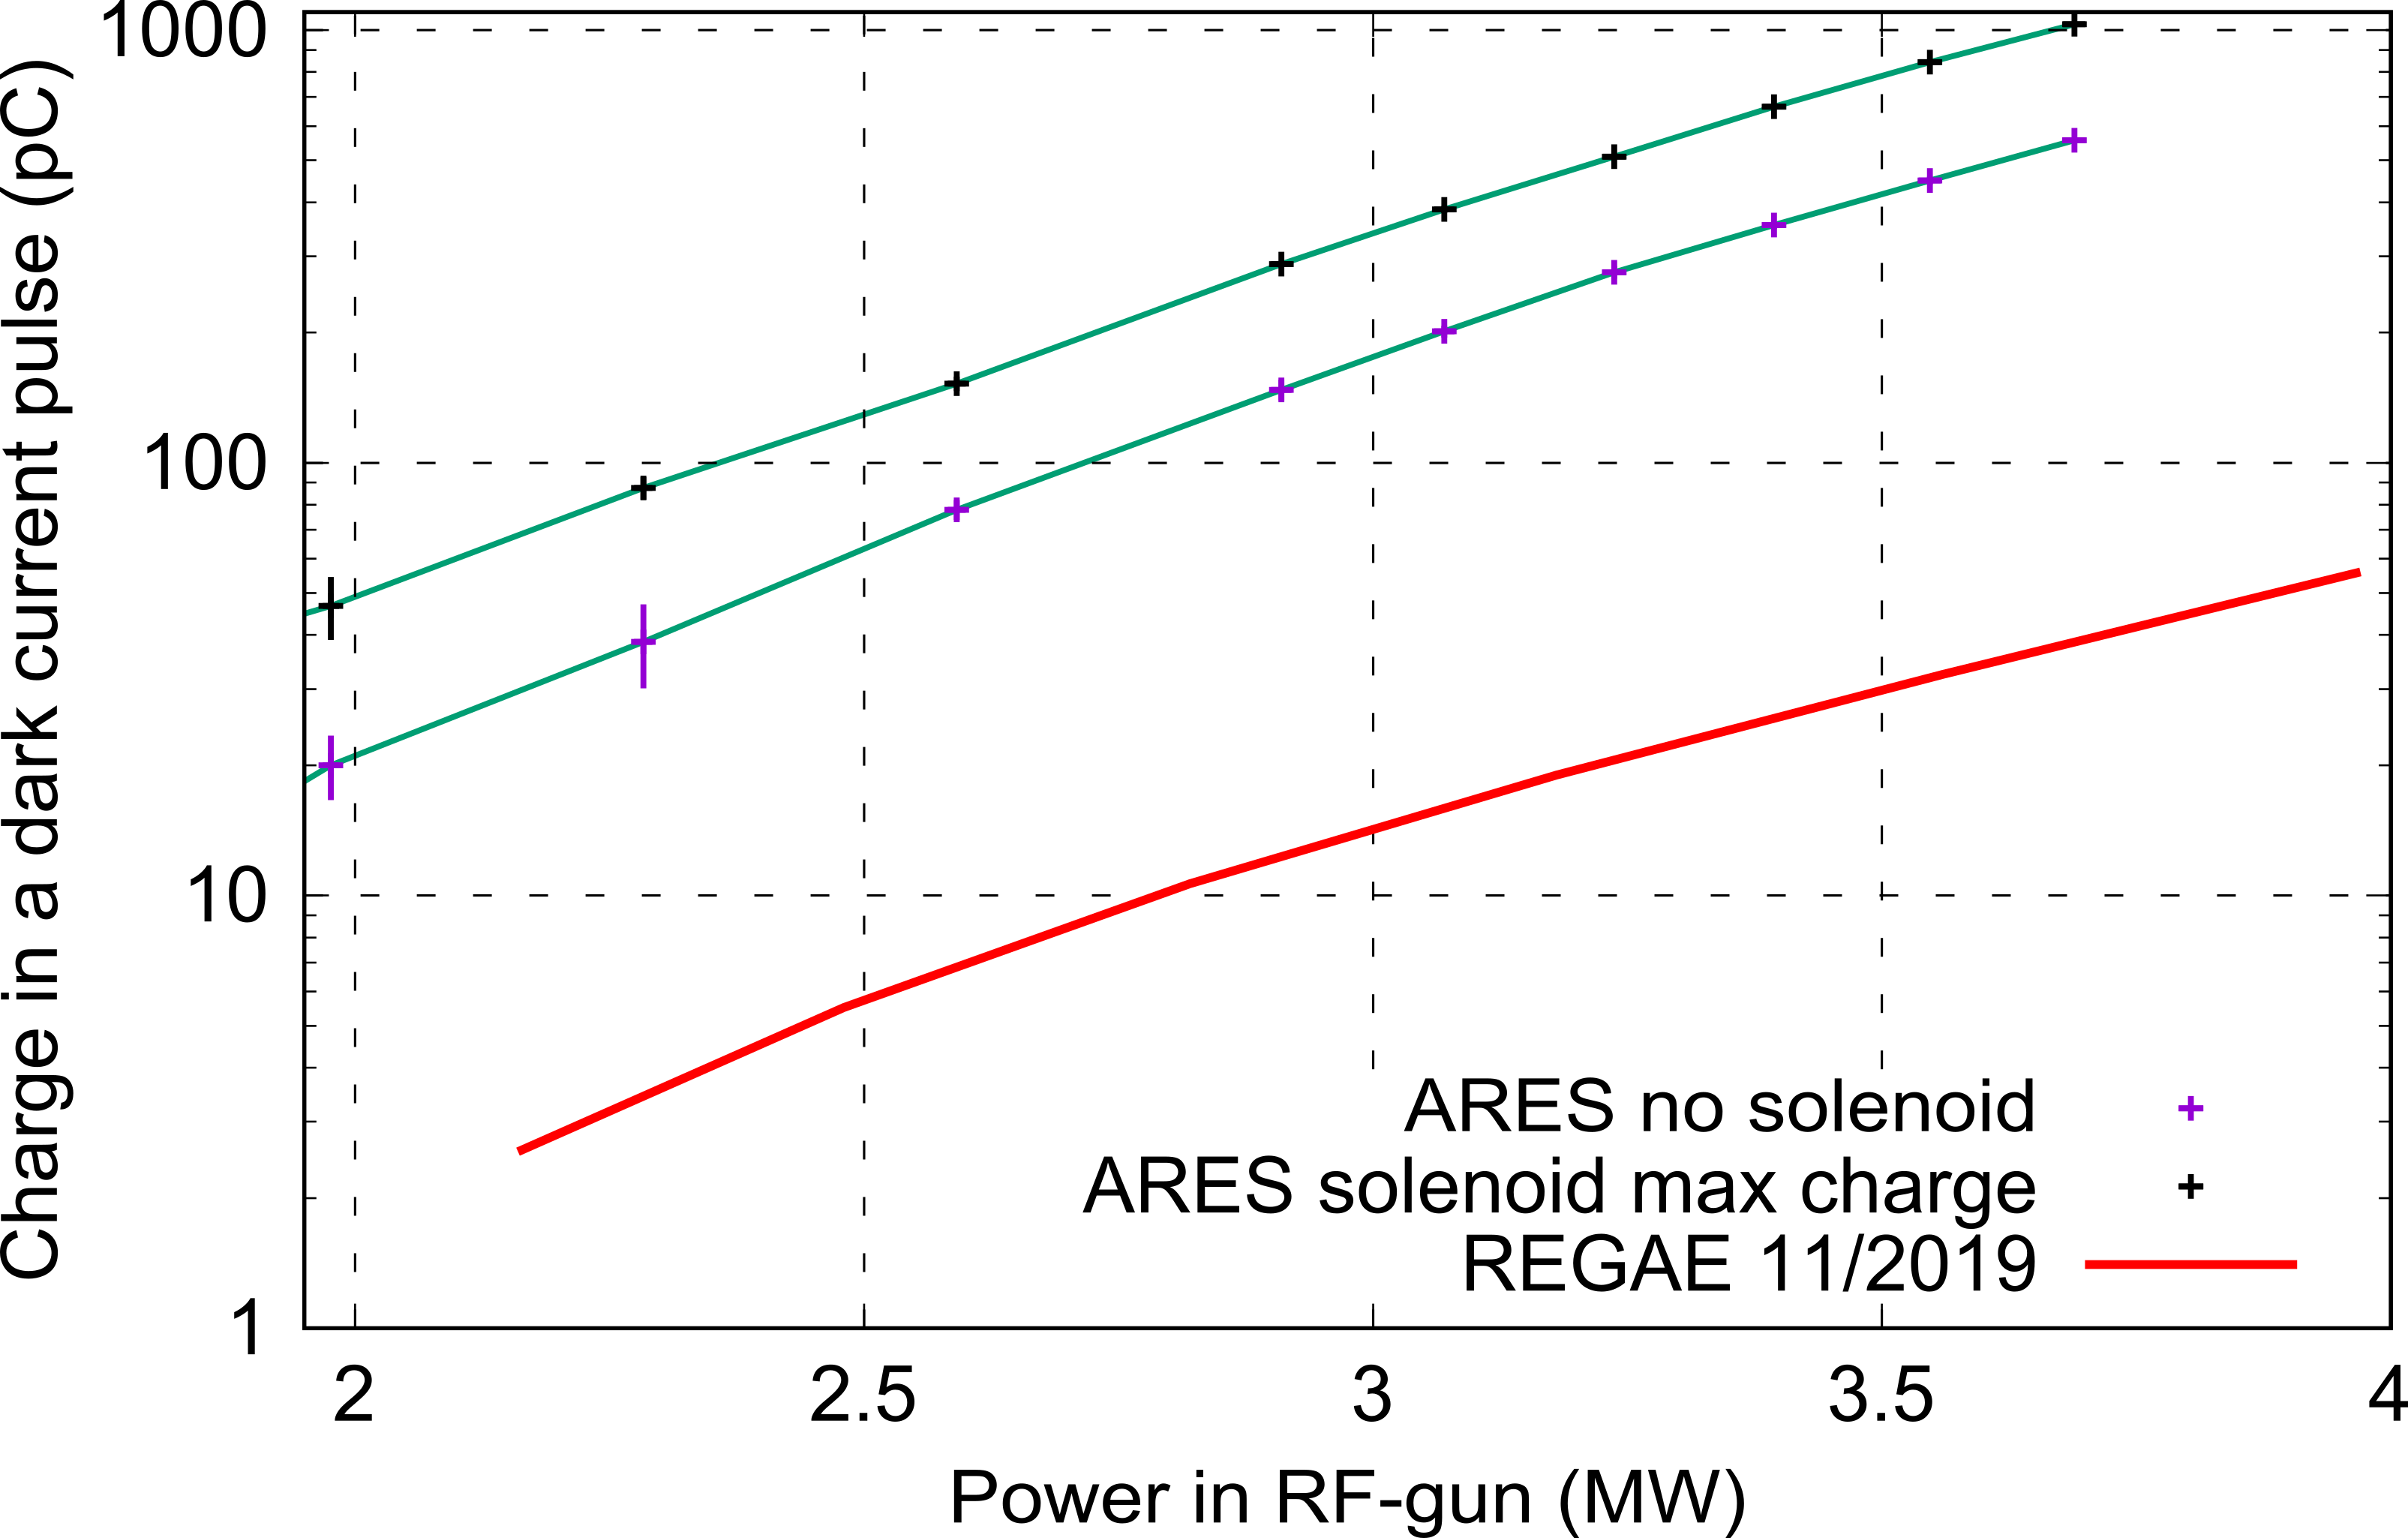 Charge in a dark current pulse (pC)
1000
100
10
1
ARES no solenoid
ARES solenoid max charge
REGAE 11/2019
2 2.5 3 3.5 4
Power in RF-gun (MW)